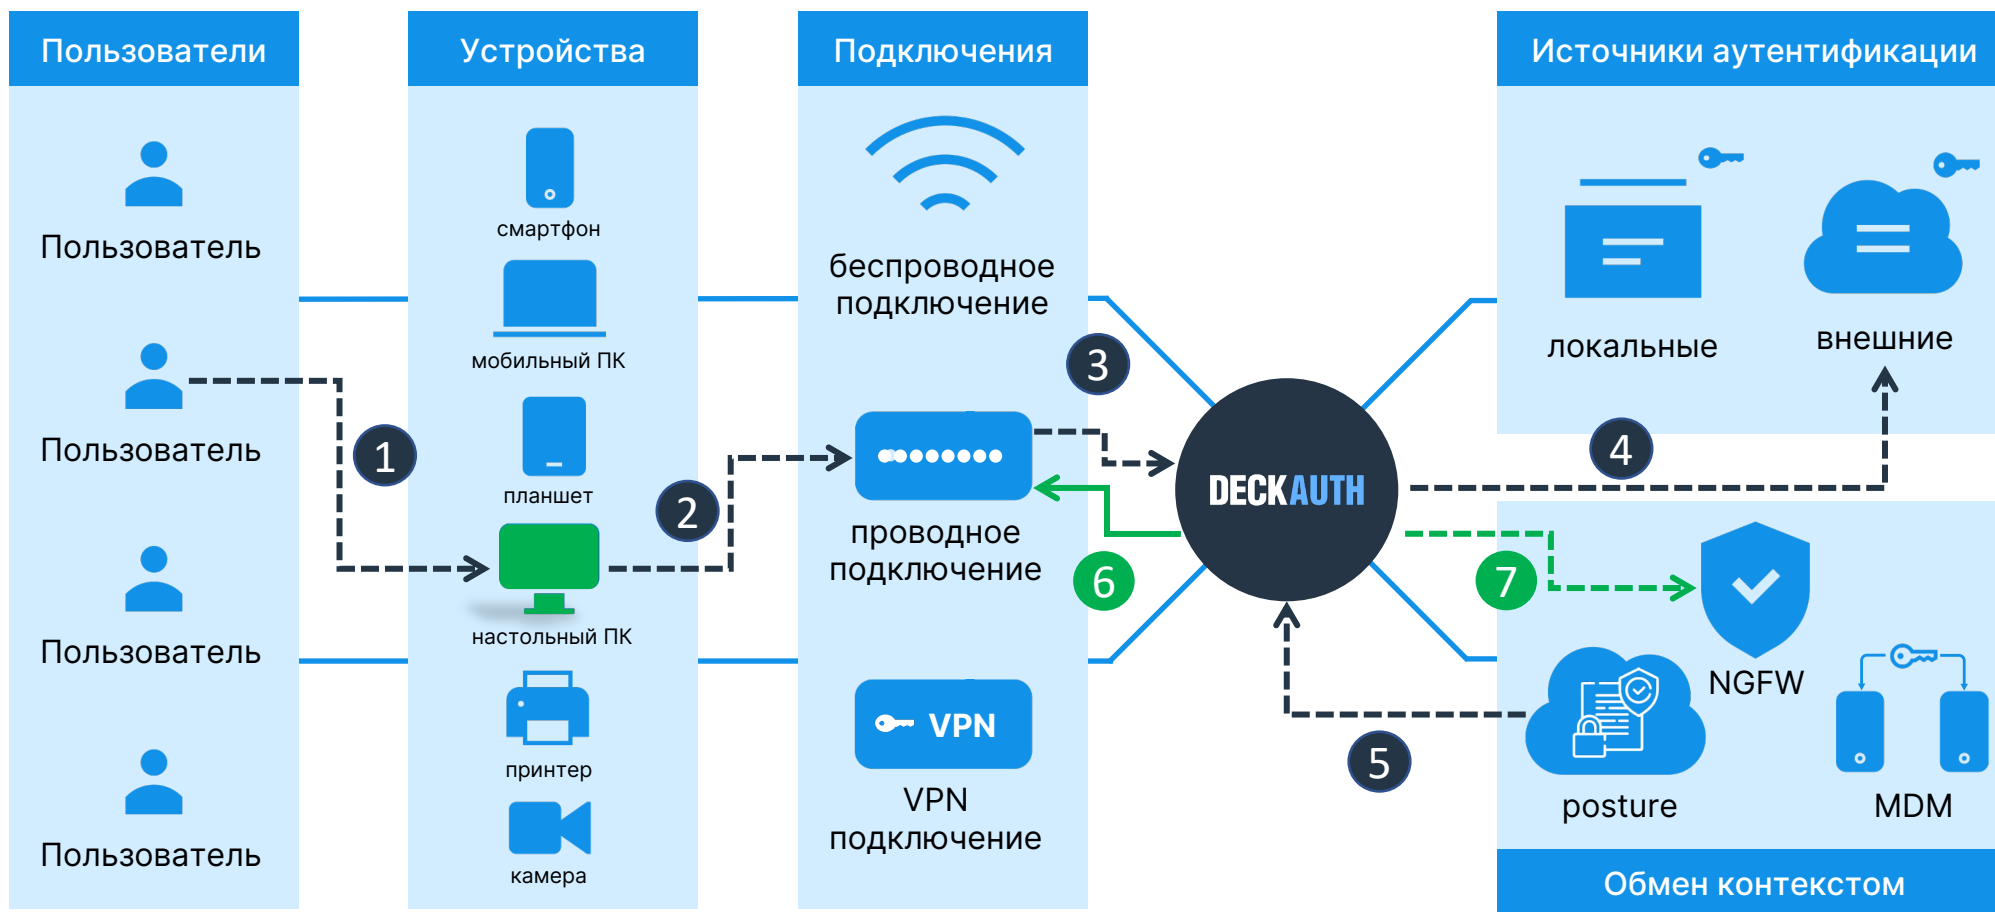 Пользователи
Пользователь
Пользователь
Пользователь
Пользователь
1
Устройства
смартфон
мобильный ПК
планшет
настольный ПК
принтер
камера
2
Подключения
беспроводное
подключение
проводное
подключение
VPN
VPN
подключение
3
6
DECKAUTH
5
4
7
Источники аутентификации
локальные
внешние
NGFW
posture
MDM
Обмен контекстом